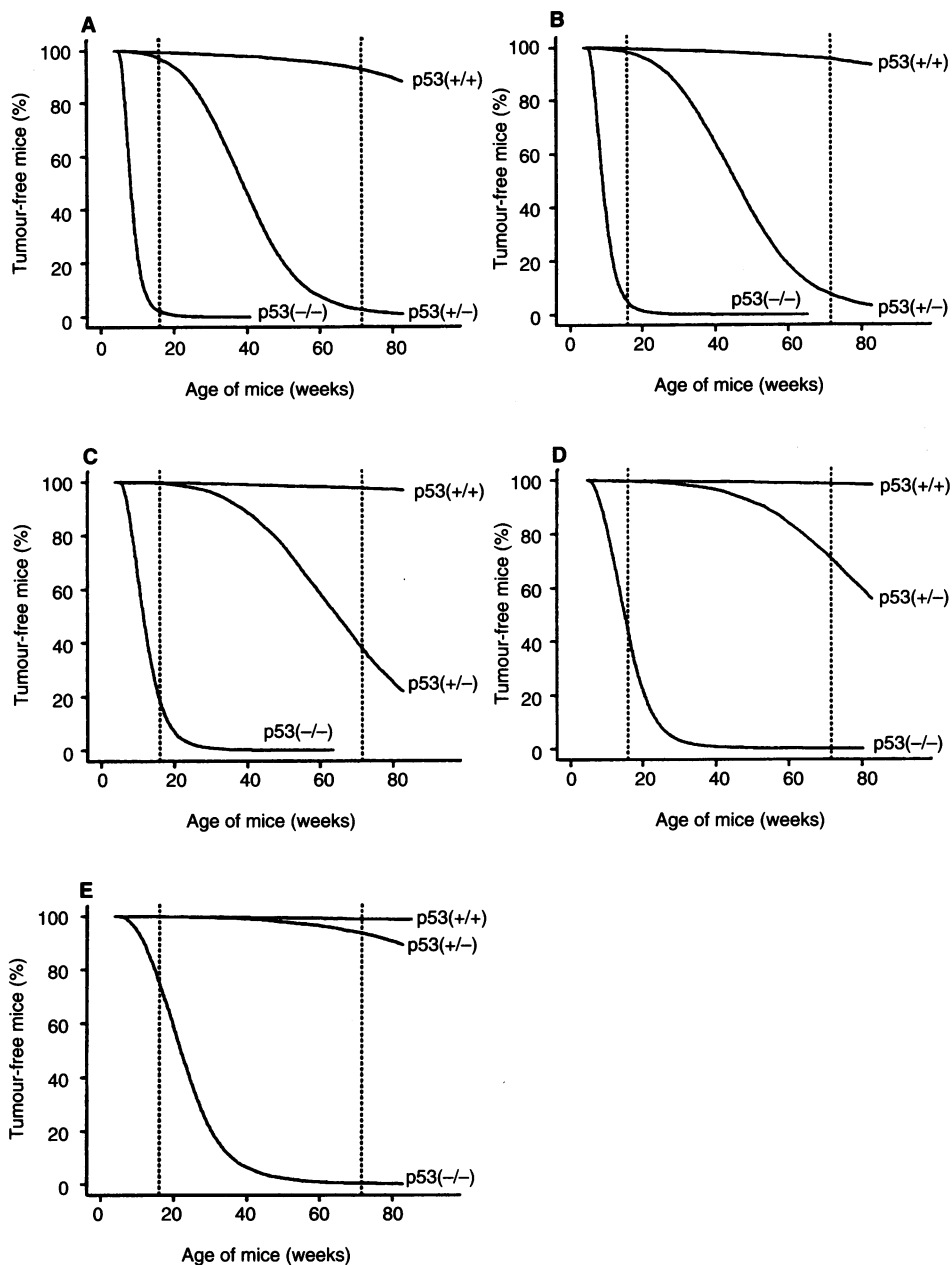 A
100
80
60
40
20
0
Tumour-free mice (%)
p53(+/+)
p53(–/–)
p53(+/–)
0 20 40 60 80
Age of mice (weeks)
B
100
80
60
40
20
0
Tumour-free mice (%)
p53(+/+)
p53(–/–)
p53(+/–)
0 20 40 60 80
Age of mice (weeks)
C
100
80
60
40
20
0
Tumour-free mice (%)
p53(+/+)
p53(+/–)
p53(–/–)
0 20 40 60 80
Age of mice (weeks)
D
100
80
60
40
20
0
Tumour-free mice (%)
p53(+/+)
p53(+/–)
p53(–/–)
0 20 40 60 80
Age of mice (weeks)
E
100
80
60
40
20
0
Tumour-free mice (%)
p53(+/+)
p53(+/–)
p53(–/–)
0 20 40 60 80
Age of mice (weeks)